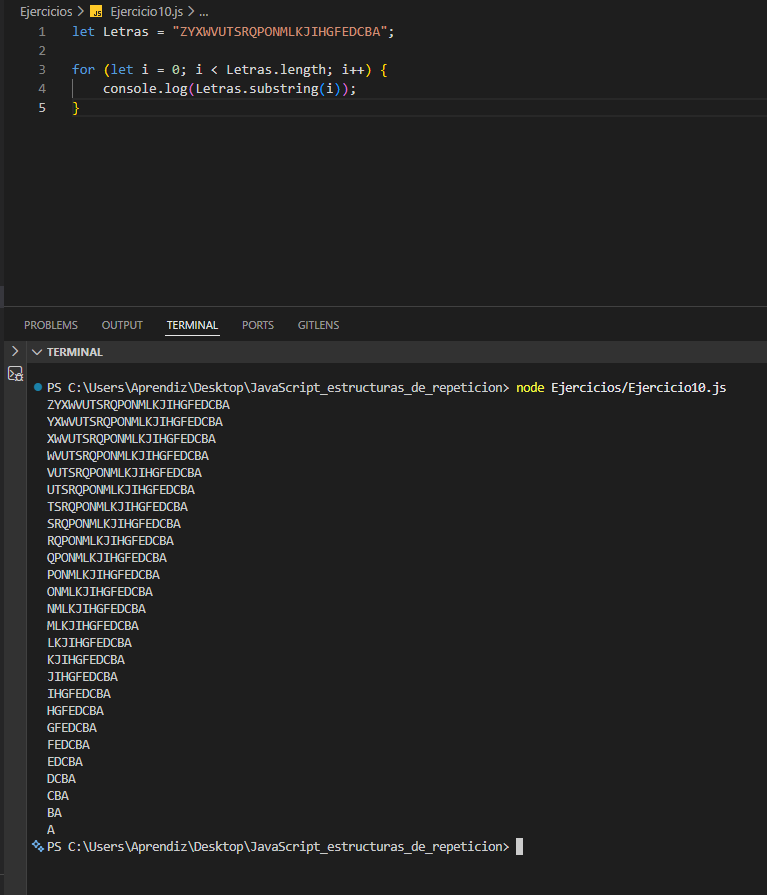 Ejercicios > JS Ejercicio10.js > ...
1 let Letras = "ZYXWVUTSRQPONMLKJIHGFEDCBA";
2
3 for (let i = 0; i < Letras.length; i++) {
4 console.log(Letras.substring(i));
5 }
PROBLEMS OUTPUT TERMINAL PORTS GITLENS
TERMINAL
PS C:\Users\Aprendiz\Desktop\JavaScript_estructuras_de_repeticion> node Ejercicios/Ejercicio10.js
ZYXWVUTSRQPONMLKJIHGFEDCBA
YXWVUTSRQPONMLKJIHGFEDCBA
XWVUTSRQPONMLKJIHGFEDCBA
WVUTSRQPONMLKJIHGFEDCBA
VUTSRQPONMLKJIHGFEDCBA
UTSRQPONMLKJIHGFEDCBA
TSRQPONMLKJIHGFEDCBA
SRQPONMLKJIHGFEDCBA
RQPONMLKJIHGFEDCBA
QPONMLKJIHGFEDCBA
PONMLKJIHGFEDCBA
ONMLKJIHGFEDCBA
NMLKJIHGFEDCBA
MLKJIHGFEDCBA
LKJIHGFEDCBA
KJIHGFEDCBA
JIHGFEDCBA
IHGFEDCBA
HGFEDCBA
GFEDCBA
FEDCBA
EDCBA
DCBA
CBA
BA
A
PS C:\Users\Aprendiz\Desktop\JavaScript_estructuras_de_repeticion>